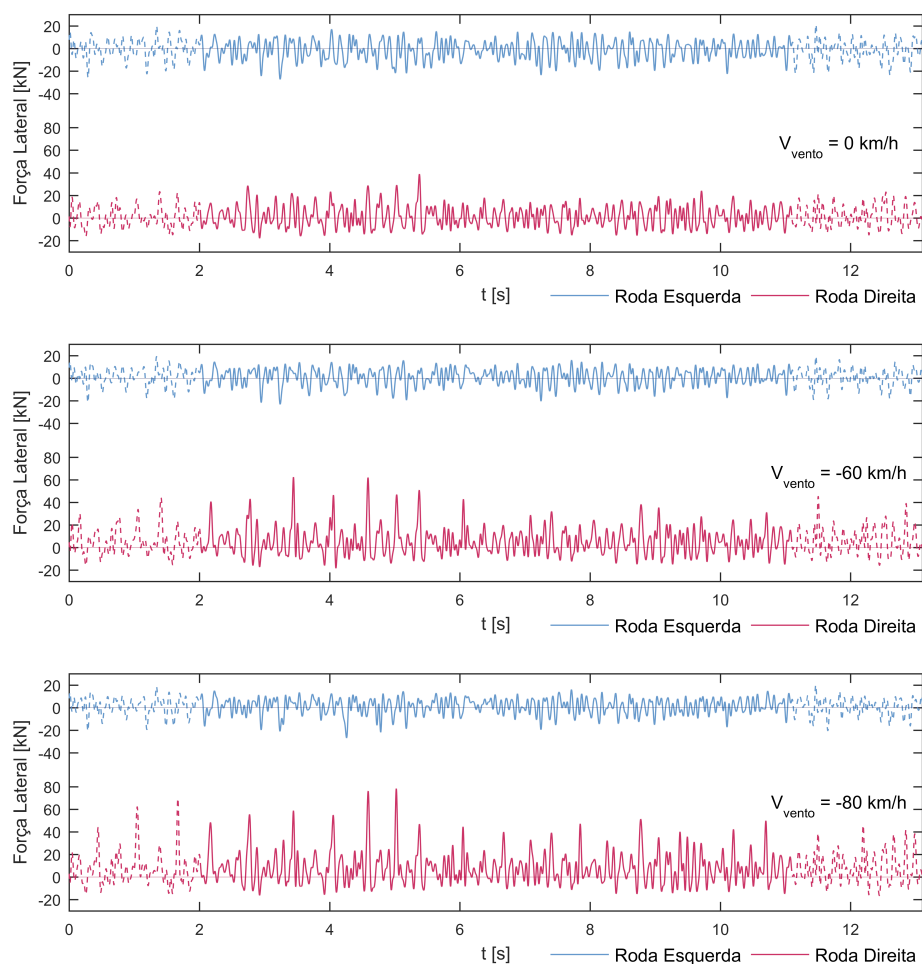 Força Lateral [kN]
20
0
-20
-40
80
60
40
20
0
-20
V_vento = 0 km/h
0 2 4 6 8 10 12
t [s]
Roda Esquerda Roda Direita
Força Lateral [kN]
20
0
-20
-40
80
60
40
20
0
-20
V_vento = -60 km/h
0 2 4 6 8 10 12
t [s]
Roda Esquerda Roda Direita
Força Lateral [kN]
20
0
-20
-40
80
60
40
20
0
-20
V_vento = -80 km/h
0 2 4 6 8 10 12
t [s]
Roda Esquerda Roda Direita